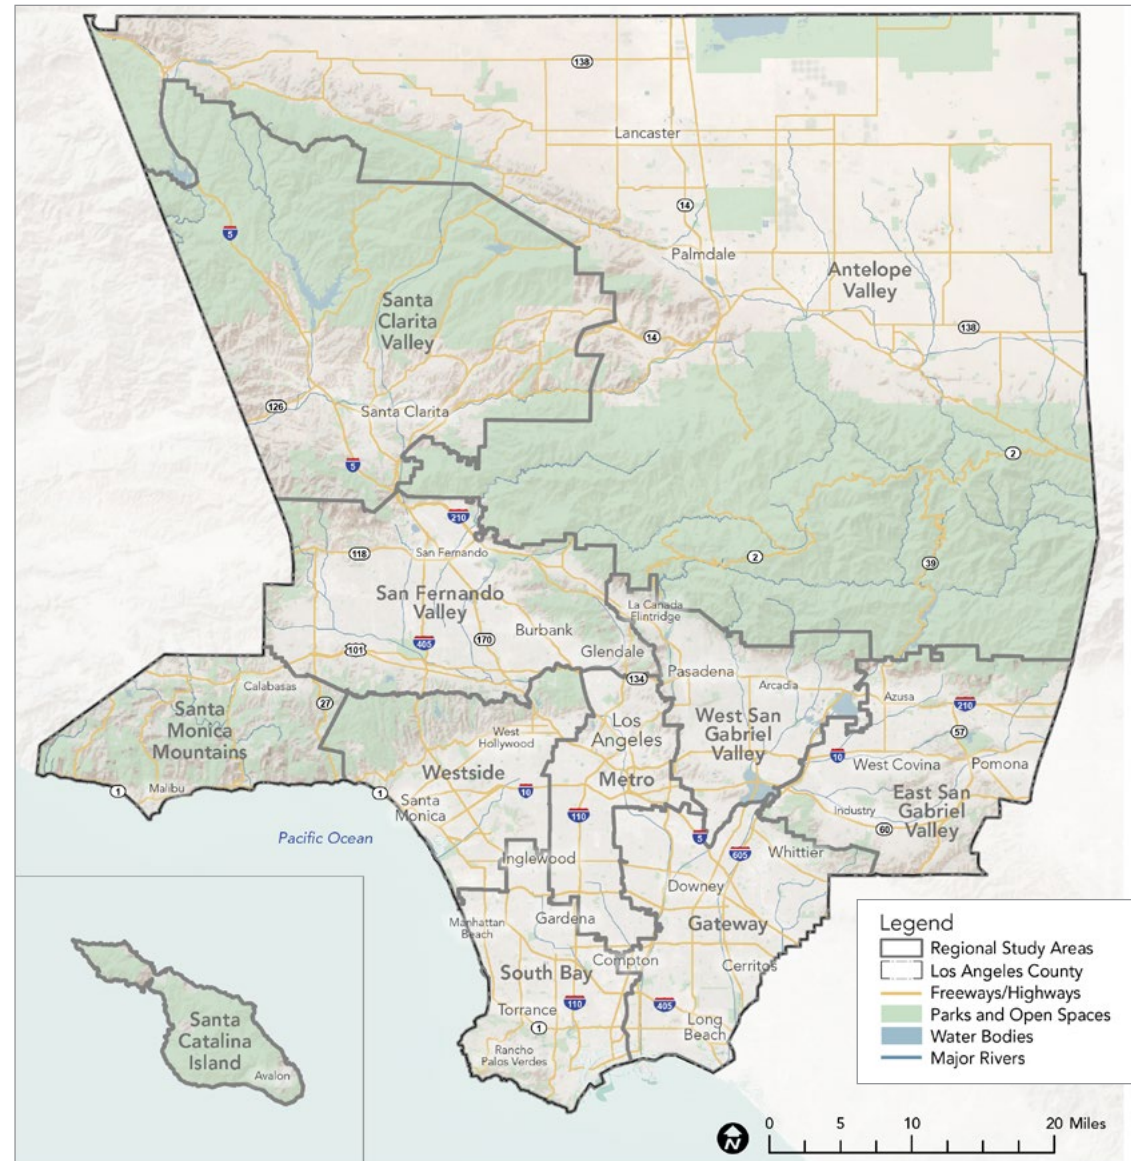 138
Lancaster
14
5
Palmdale
Antelope
Valley
Santa
Clarita
Valley
138
14
126
Santa Clarita
2
5
210
118
San Fernando
2
39
San Fernando
Valley
La Canada
Flintridge
Burbank
405
170
101
Glendale
Pasadena
134
Calabasas
Arcadia
Azusa
210
27
Santa
Monica
Mountains
West San
Gabriel
Valley
Los
Angeles
West
Hollywood
57
10
West Covina
Pomona
Westside
Metro
1
Malibu
1
10
Santa
Monica
East San
Gabriel
Valley
Industry
110
60
Pacific Ocean
5
605
Whittier
Inglewood
Downey
Manhattan
Beach
Gardena
Gateway
Compton
Cerritos
South Bay
110
405
Torrance
1
Long
Beach
Rancho
Palos Verdes
Santa
Catalina
Island
Avalon
Legend
Regional Study Areas
Los Angeles County
Freeways/Highways
Parks and Open Spaces
Water Bodies
Major Rivers
N
0 5 10 20 Miles